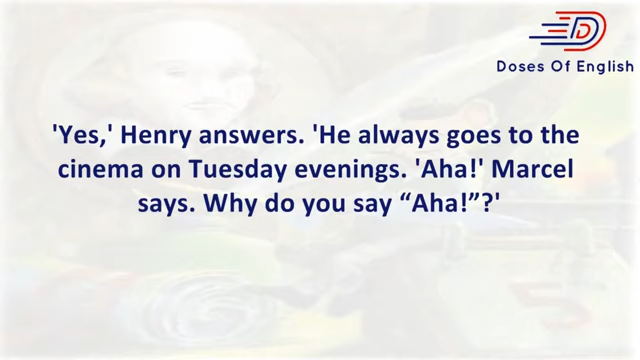 Doses Of English
'Yes,' Henry answers. 'He always goes to the
cinema on Tuesday evenings. 'Aha!' Marcel
says. Why do you say “Aha!”?'
5